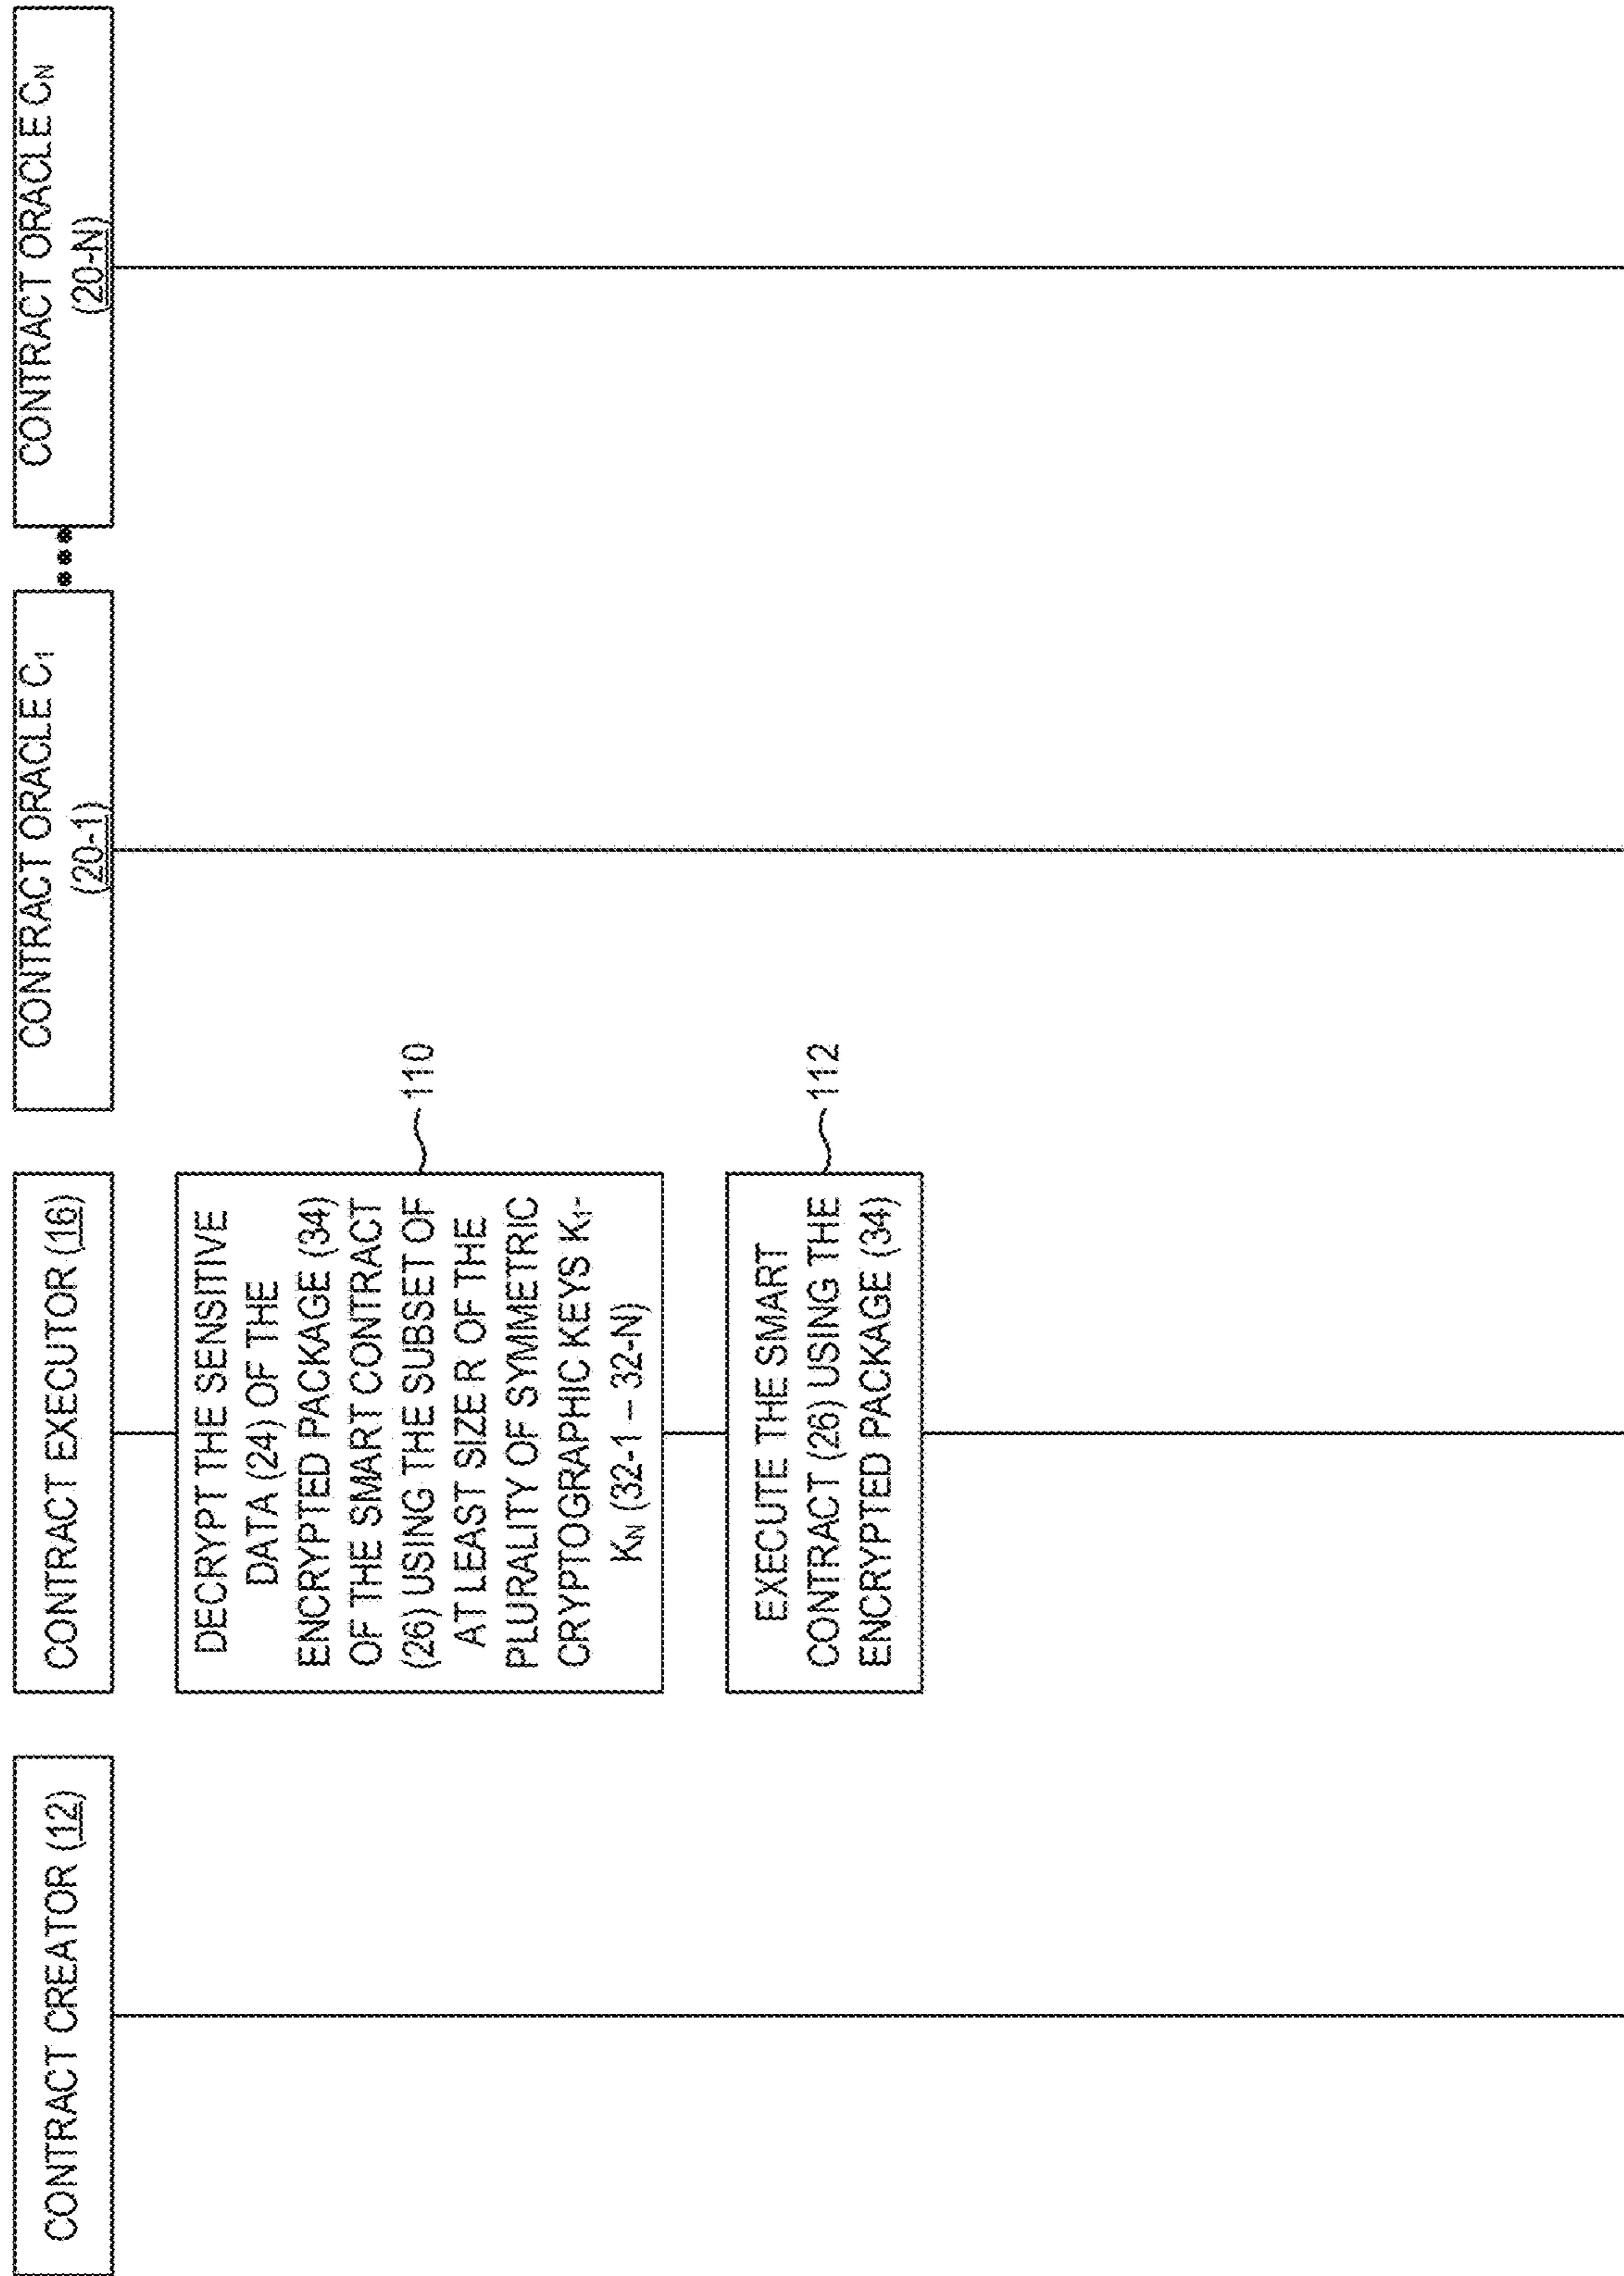 CONTRACT CREATOR (12)
CONTRACT EXECUTOR (16)
CONTRACT ORACLE C1
(20-1)
CONTRACT ORACLE CN
(20-N)
DECRYPT THE SENSITIVE
DATA (24) OF THE
ENCRYPTED PACKAGE (34)
OF THE SMART CONTRACT
(26) USING THE SUBSET OF
AT LEAST SIZE R OF THE
PLURALITY OF SYMMETRIC
CRYPTOGRAPHIC KEYS K1-
KN (32-1 – 32-N)
110
EXECUTE THE SMART
CONTRACT (26) USING THE
ENCRYPTED PACKAGE (34)
112